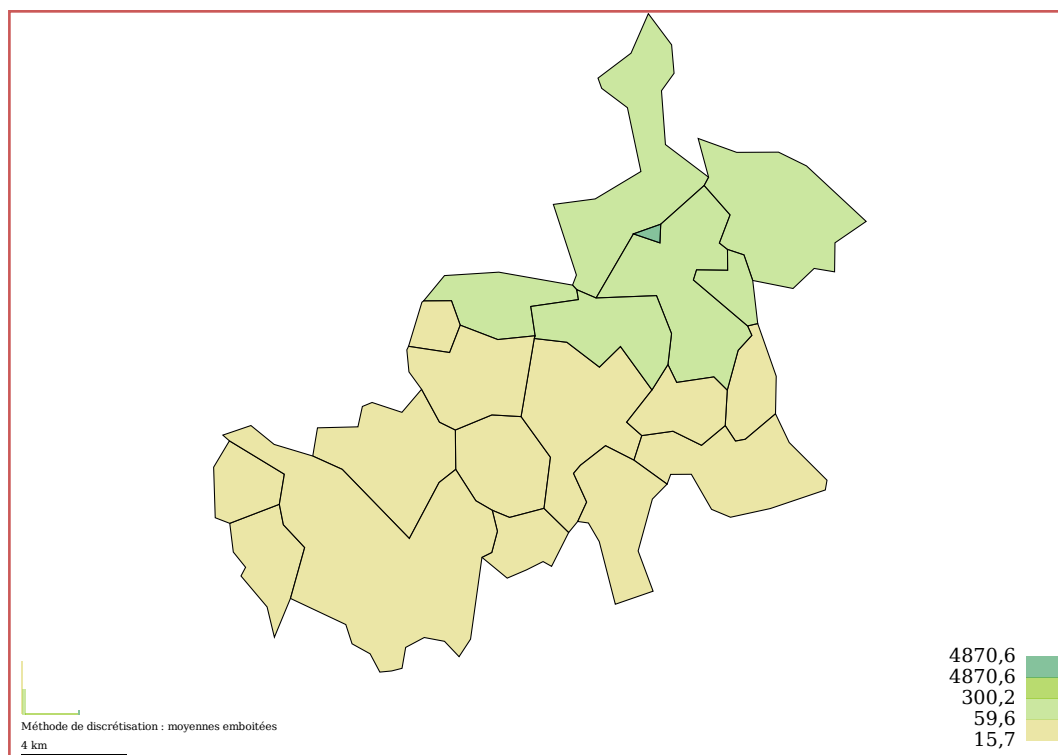 4870,6
4870,6
300,2
59,6
15,7
Méthode de discrétisation : moyennes emboitées
4 km